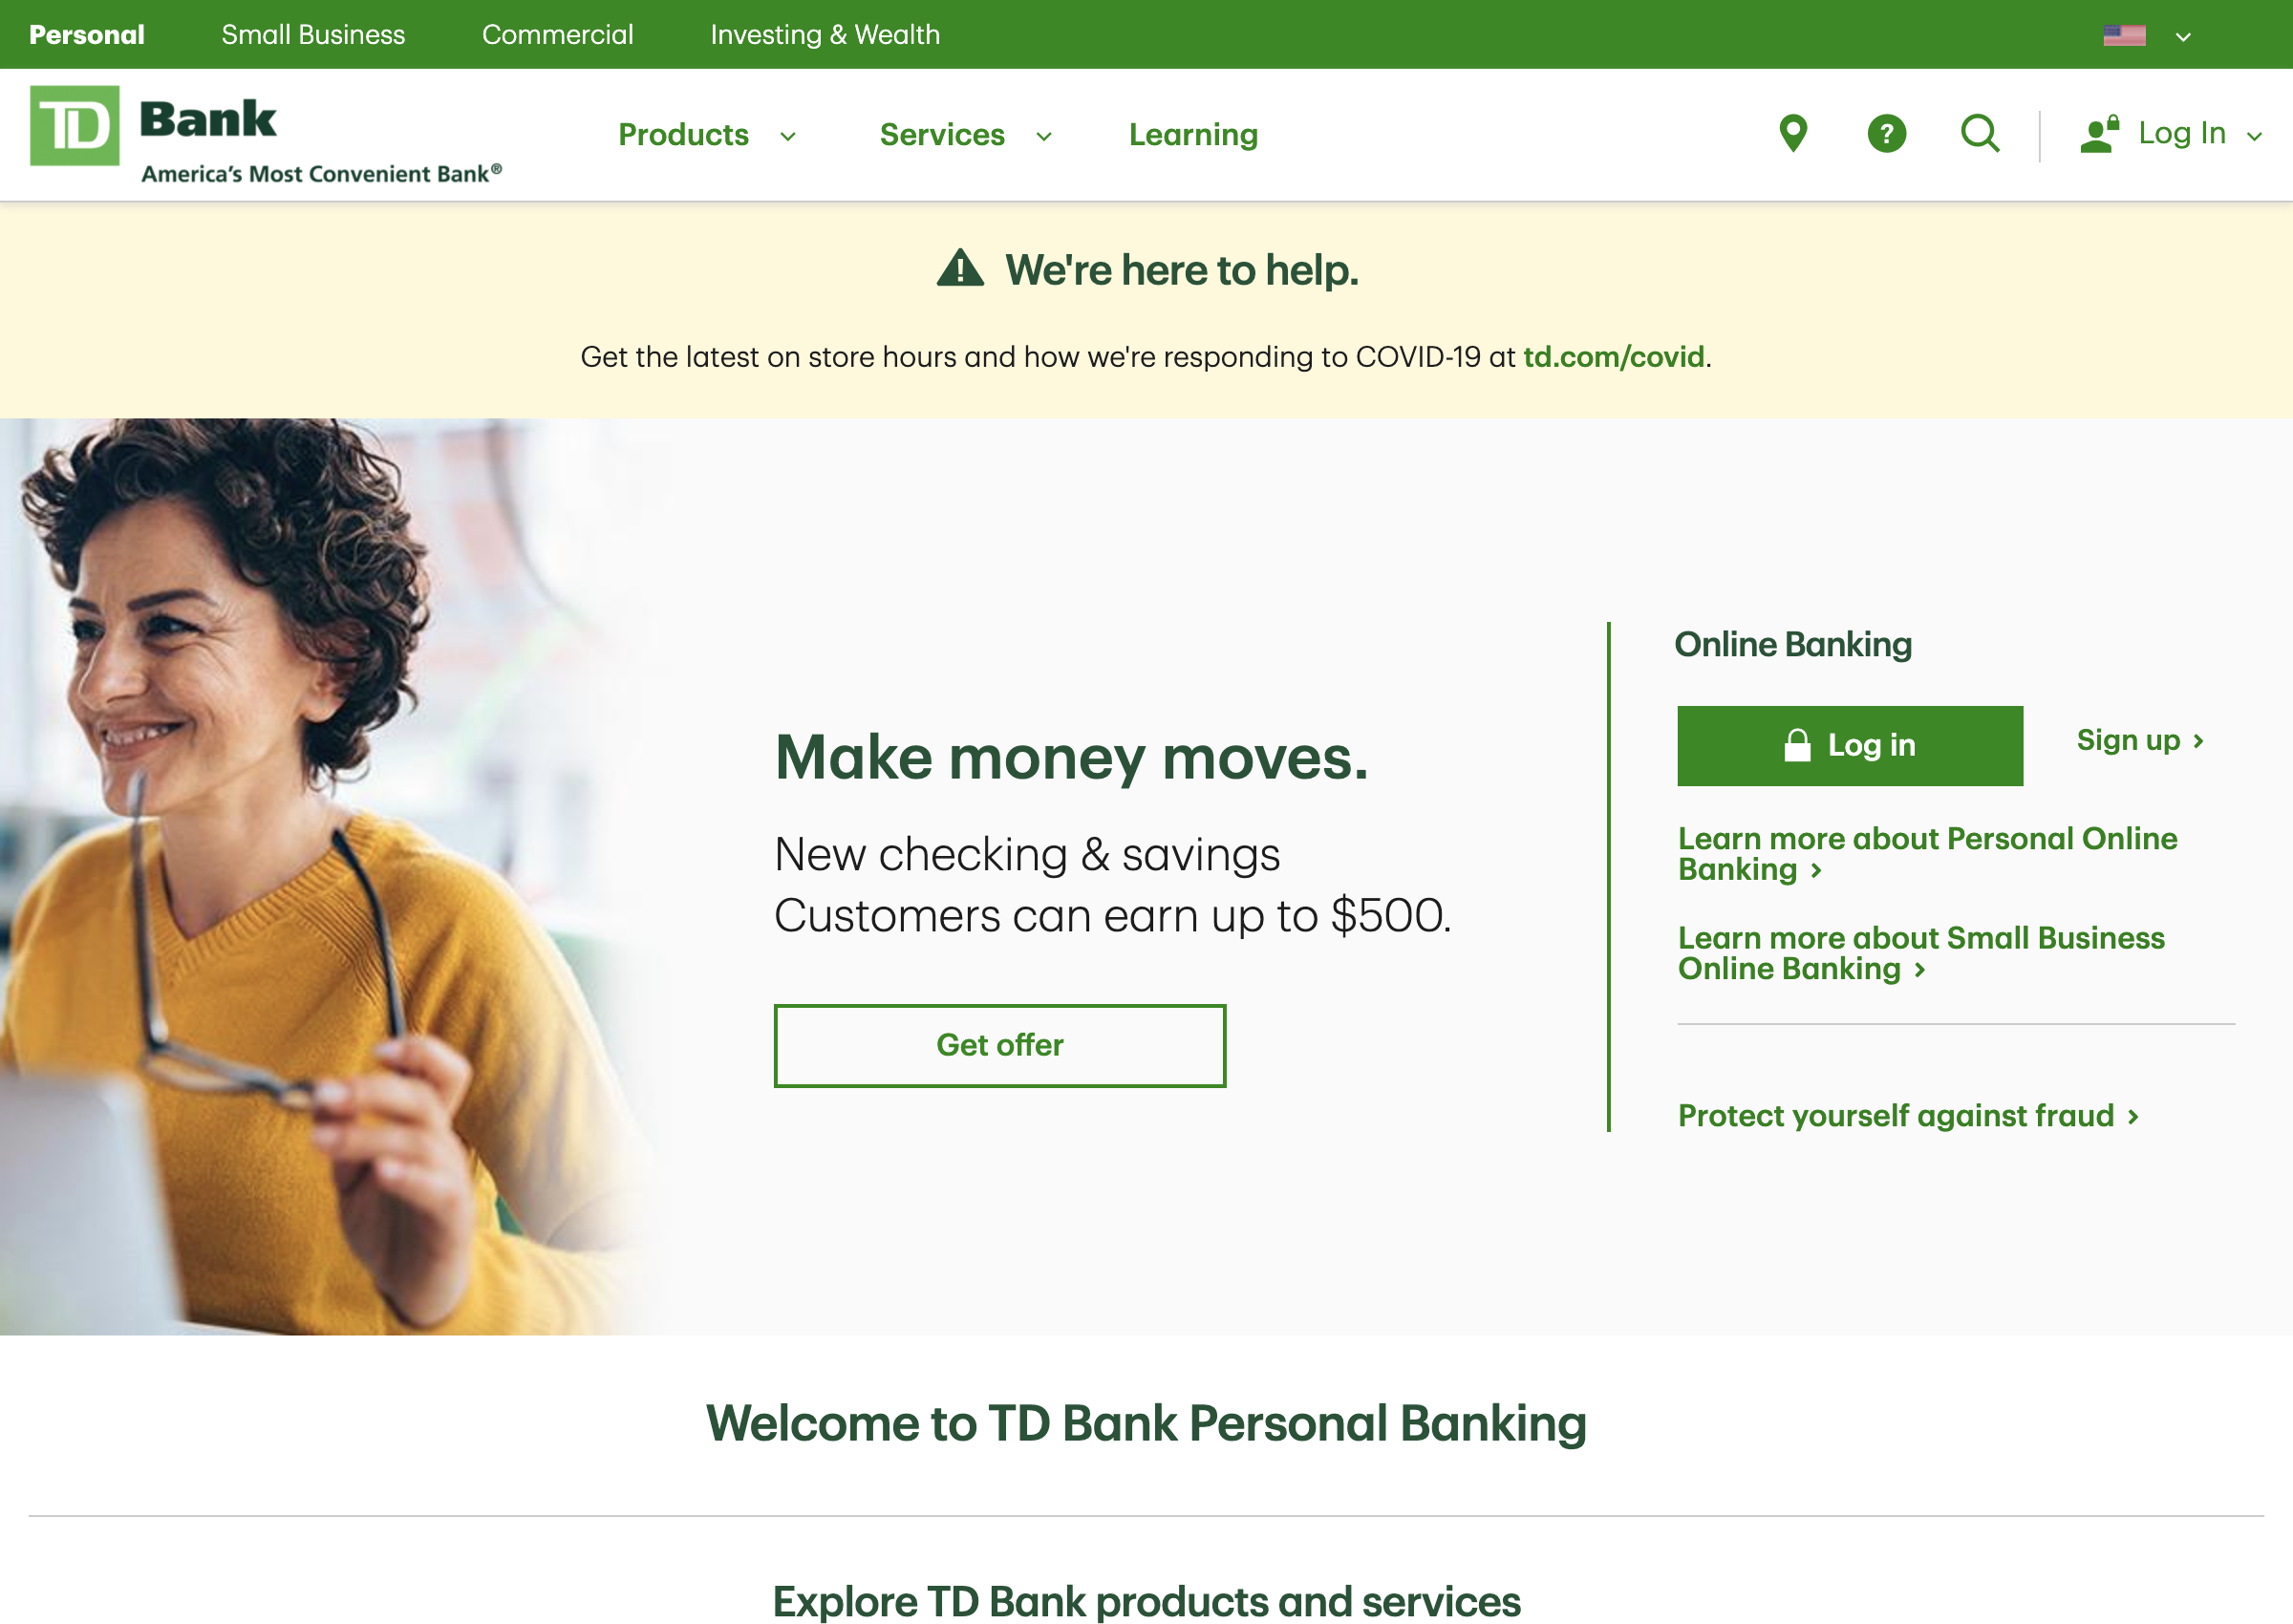 Personal Small Business Commercial Investing & Wealth
TD Bank
America's Most Convenient Bank®
Products Services Learning
? Log In
We're here to help.
Get the latest on store hours and how we're responding to COVID-19 at td.com/covid.
Make money moves.
New checking & savings
Customers can earn up to $500.
Get offer
Online Banking
Log in Sign up ›
Learn more about Personal Online
Banking ›
Learn more about Small Business
Online Banking ›
Protect yourself against fraud ›
Welcome to TD Bank Personal Banking
Explore TD Bank products and services